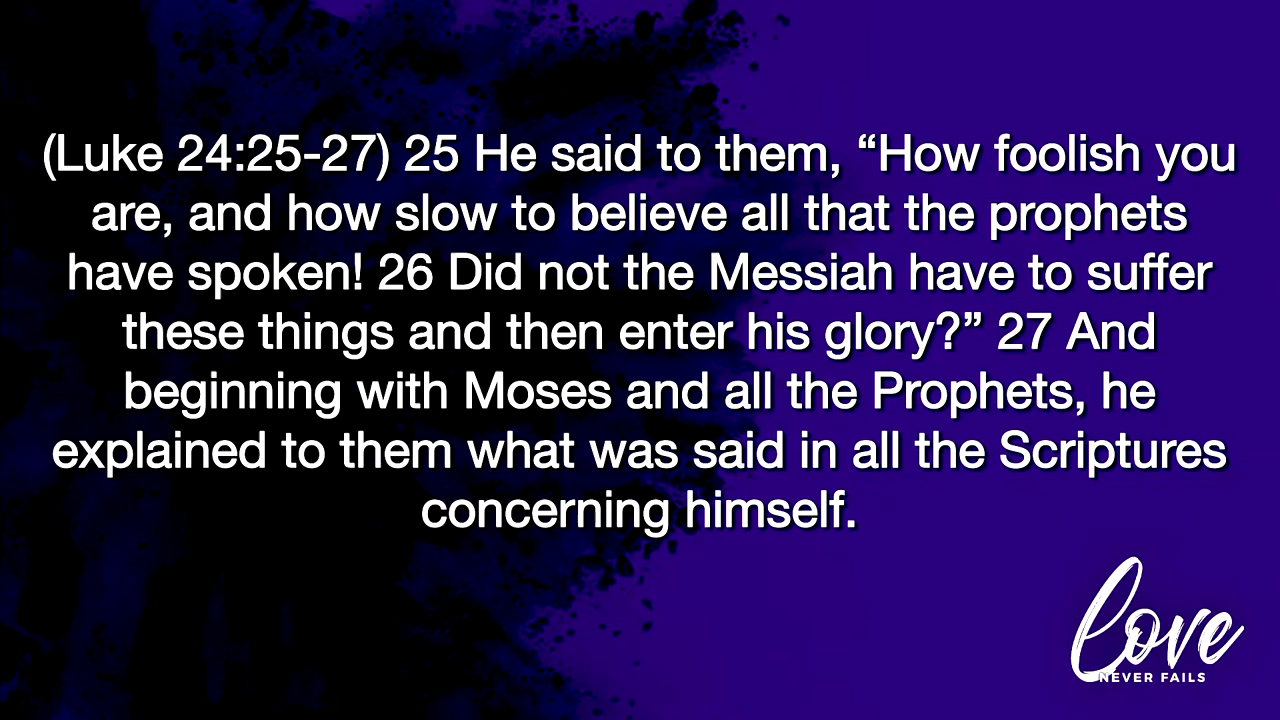 (Luke 24:25-27) 25 He said to them, “How foolish you
are, and how slow to believe all that the prophets
have spoken! 26 Did not the Messiah have to suffer
these things and then enter his glory?” 27 And
beginning with Moses and all the Prophets, he
explained to them what was said in all the Scriptures
concerning himself.
Love
NEVER FAILS